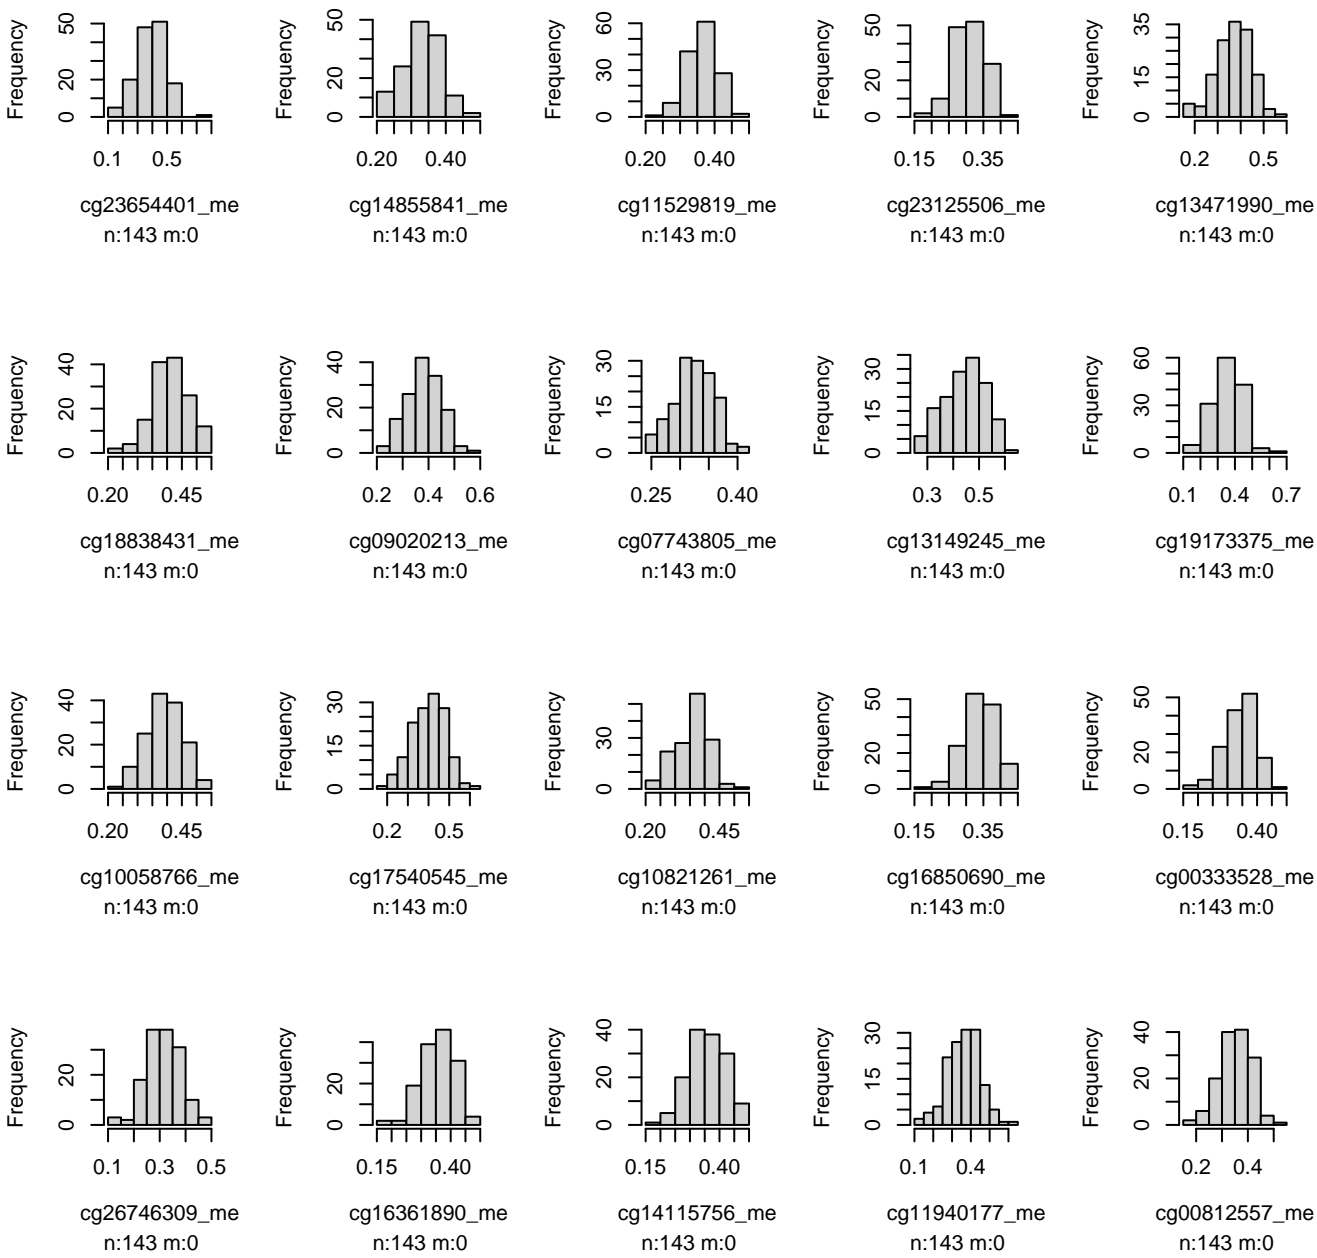 Frequency
0 20 50
0.1 0.5
cg23654401_me
n:143 m:0
Frequency
0 20 50
0.20 0.40
cg14855841_me
n:143 m:0
Frequency
0 30 60
0.20 0.40
cg11529819_me
n:143 m:0
Frequency
0 20 50
0.15 0.35
cg23125506_me
n:143 m:0
Frequency
0 15 35
0.2 0.5
cg13471990_me
n:143 m:0
Frequency
0 20 40
0.20 0.45
cg18838431_me
n:143 m:0
Frequency
0 20 40
0.2 0.4 0.6
cg09020213_me
n:143 m:0
Frequency
0 15 30
0.25 0.40
cg07743805_me
n:143 m:0
Frequency
0 15 30
0.3 0.5
cg13149245_me
n:143 m:0
Frequency
0 30 60
0.1 0.4 0.7
cg19173375_me
n:143 m:0
Frequency
0 20 40
0.20 0.45
cg10058766_me
n:143 m:0
Frequency
0 15 30
0.2 0.5
cg17540545_me
n:143 m:0
Frequency
0 30
0.20 0.45
cg10821261_me
n:143 m:0
Frequency
0 20 50
0.15 0.35
cg16850690_me
n:143 m:0
Frequency
0 20 50
0.15 0.40
cg00333528_me
n:143 m:0
Frequency
0 20
0.1 0.3 0.5
cg26746309_me
n:143 m:0
Frequency
0 20
0.15 0.40
cg16361890_me
n:143 m:0
Frequency
0 20 40
0.15 0.40
cg14115756_me
n:143 m:0
Frequency
0 15 30
0.1 0.4
cg11940177_me
n:143 m:0
Frequency
0 20 40
0.2 0.4
cg00812557_me
n:143 m:0